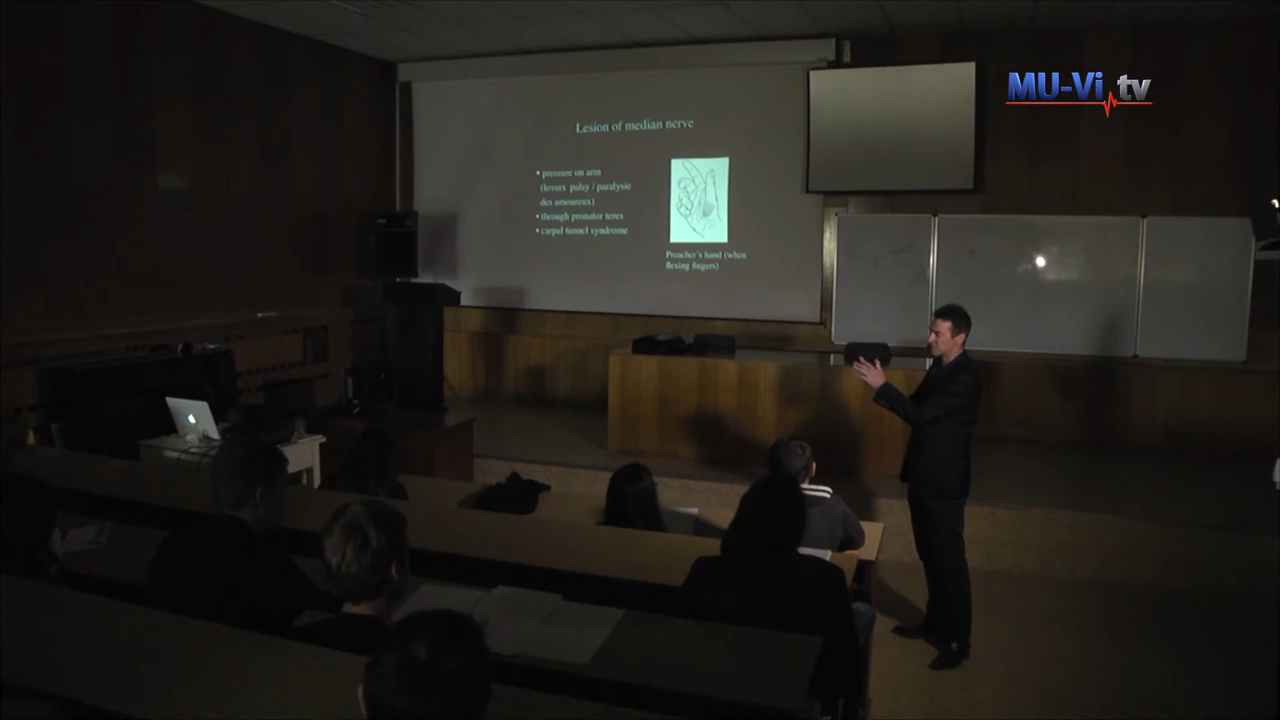 MU-Vi.tv
Lesion of median nerve
• pressure on arm
(lovers palsy / paralysie
des amoureux)
• through pronator teres
• carpal tunnel syndrome
Preacher's hand (when
flexing fingers)